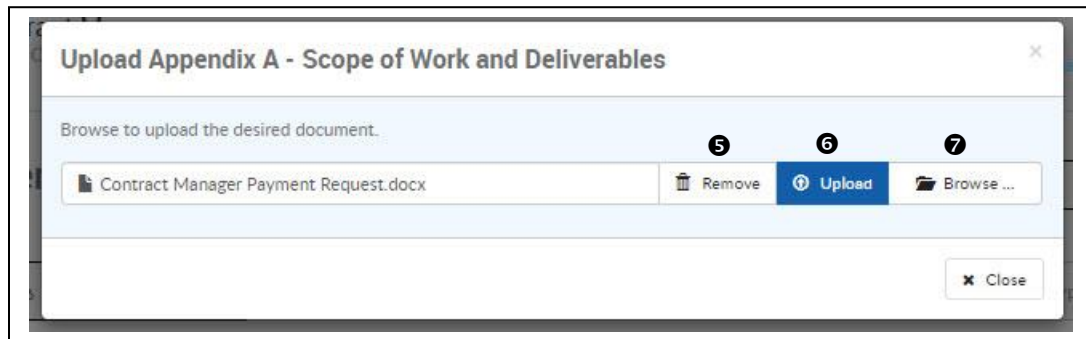 Upload Appendix A - Scope of Work and Deliverables
×
Browse to upload the desired document.
❺ ❻ ❼
Contract Manager Payment Request.docx Remove Upload Browse ...
× Close